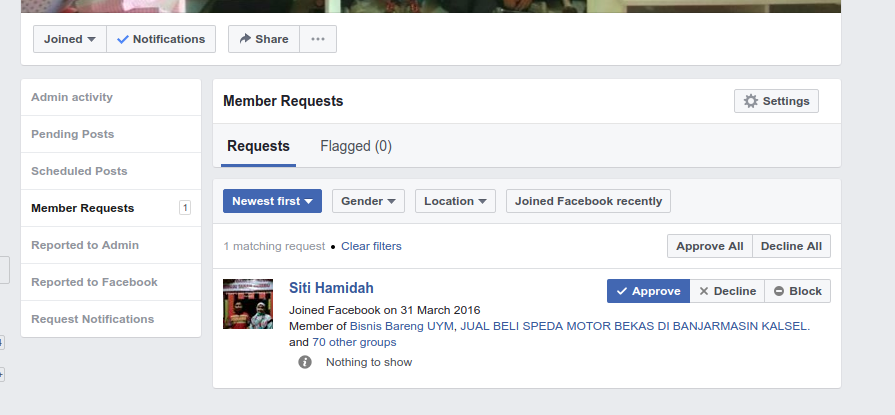 Joined Notifications Share
Admin activity
Pending Posts
Scheduled Posts
Member Requests 1
Reported to Admin
Reported to Facebook
Request Notifications
Member Requests Settings
Requests Flagged (0)
Newest first Gender Location Joined Facebook recently
1 matching request • Clear filters Approve All Decline All
Siti Hamidah Approve Decline Block
Joined Facebook on 31 March 2016
Member of Bisnis Bareng UYM, JUAL BELI SPEDA MOTOR BEKAS DI BANJARMASIN KALSEL.
and 70 other groups
Nothing to show